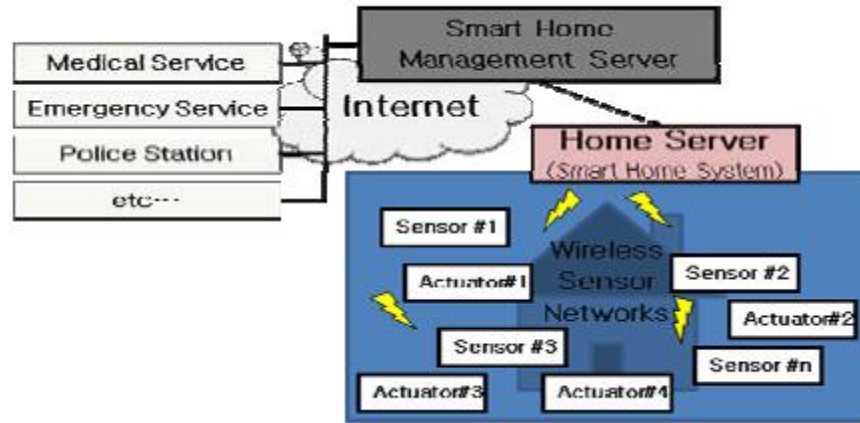 Smart Home
Management Server
Medical Service
Emergency Service
Police Station
etc···
Internet
Home Server
(Smart Home System)
Sensor #1
Wireless
Sensor
Networks
Actuator#1
Sensor #2
Actuator#2
Sensor #3
Sensor #n
Actuator#3
Actuator#4